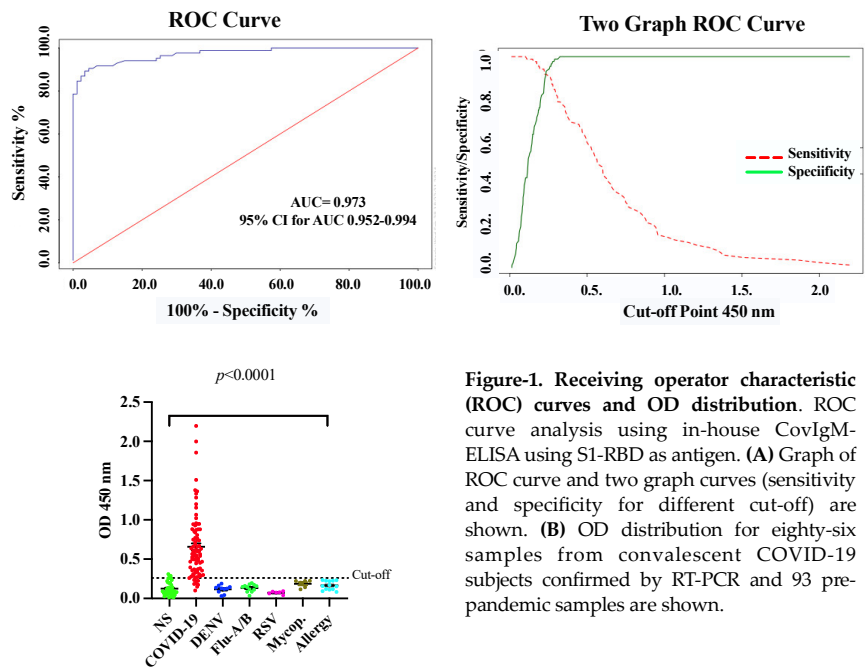 ROC Curve
Sensitivity %
100.0
80.0
60.0
40.0
20.0
0.0
AUC= 0.973
95% CI for AUC 0.952-0.994
0.0
20.0
40.0
60.0
80.0
100.0
100% - Specificity %
Two Graph ROC Curve
Sensitivity/Specificity
1.0
0.8.
0.6.
0.4.
0.2.
0.0.
Sensitivity
Speciificity
0.0.
0.5.
1.0.
1.5.
2.0
Cut-off Point 450 nm
p<0.0001
OD 450 nm
2.5
2.0
1.5
1.0
0.5
0.0
Cut-off
NS
COVID-19
DENV
Flu-A/B
RSV
Mycop.
Allergy
Figure-1. Receiving operator characteristic
(ROC) curves and OD distribution. ROC
curve analysis using in-house CovIgM-
ELISA using S1-RBD as antigen. (A) Graph of
ROC curve and two graph curves (sensitivity
and specificity for different cut-off) are
shown. (B) OD distribution for eighty-six
samples from convalescent COVID-19
subjects confirmed by RT-PCR and 93 pre-
pandemic samples are shown.